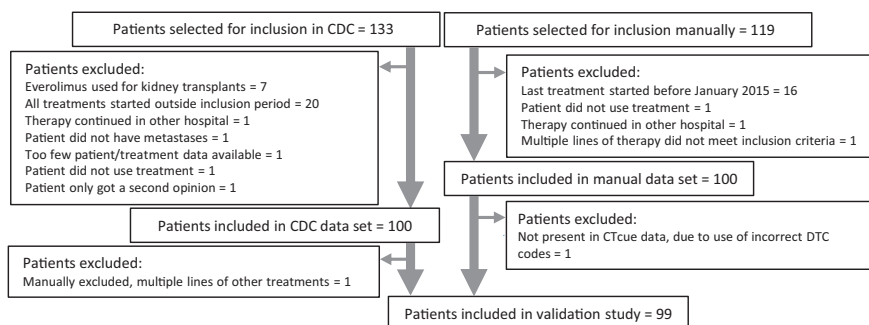 Patients selected for inclusion in CDC = 133
Patients selected for inclusion manually = 119
Patients excluded:
Everolimus used for kidney transplants = 7
All treatments started outside inclusion period = 20
Therapy continued in other hospital = 1
Patient did not have metastases = 1
Too few patient/treatment data available = 1
Patient did not use treatment = 1
Patient only got a second opinion = 1
Patients excluded:
Last treatment started before January 2015 = 16
Patient did not use treatment = 1
Therapy continued in other hospital = 1
Multiple lines of therapy did not meet inclusion criteria = 1
Patients included in manual data set = 100
Patients included in CDC data set = 100
Patients excluded:
Not present in CTcue data, due to use of incorrect DTC
codes = 1
Patients excluded:
Manually excluded, multiple lines of other treatments = 1
Patients included in validation study = 99